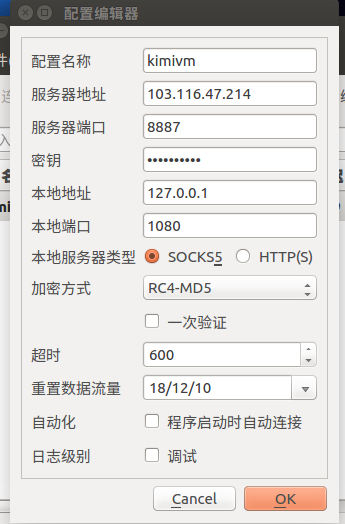 配置编辑器
配置名称 kimivm
服务器地址 103.116.47.214
服务器端口 8887
密钥 ••••••••••
本地地址 127.0.0.1
本地端口 1080
本地服务器类型 SOCKS5 HTTP(S)
加密方式 RC4-MD5
一次验证
超时 600
重置数据流量 18/12/10
自动化 程序启动时自动连接
日志级别 调试
Cancel OK